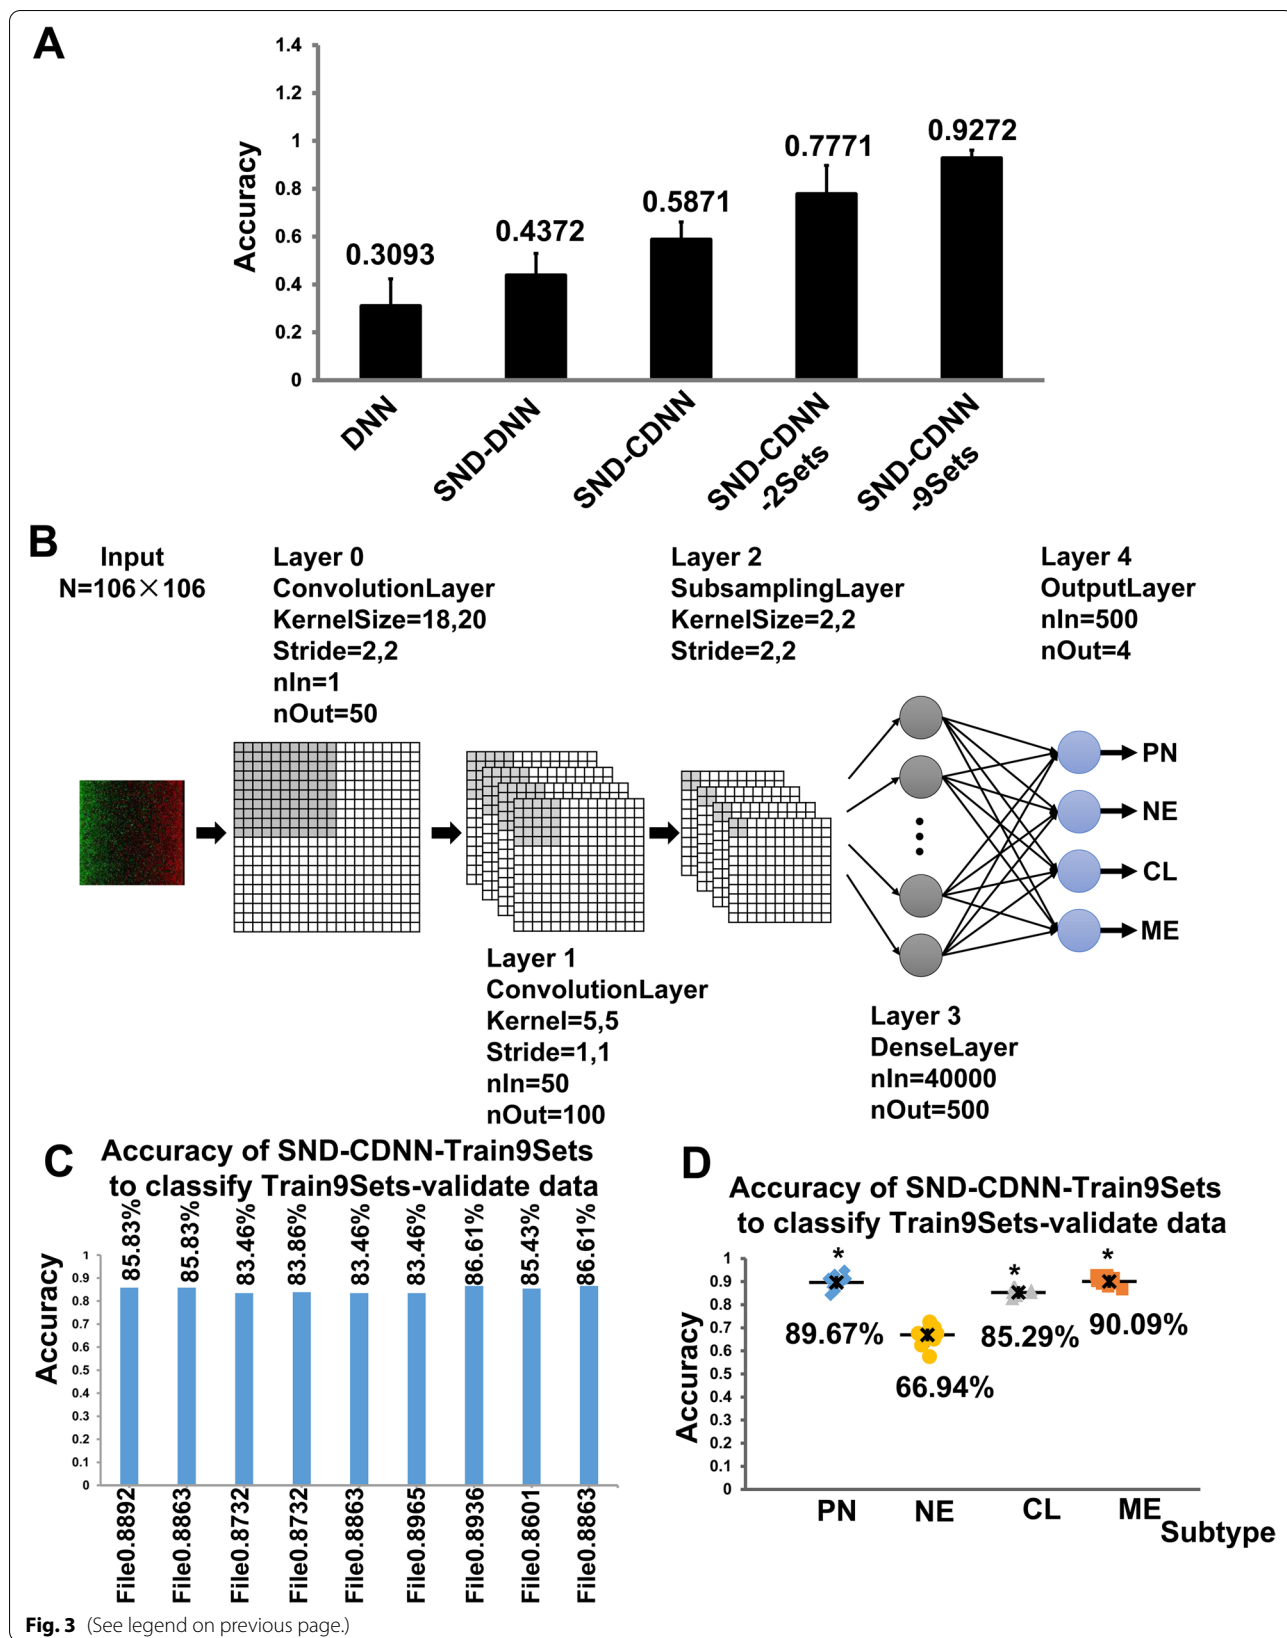 A
1.4
1.2
1
0.8
0.6
0.4
0.2
0
Accuracy
0.3093
0.4372
0.5871
0.7771
0.9272
DNN
SND-DNN
SND-CDNN
SND-CDNN
-2Sets
SND-CDNN
-9Sets
B
Input
N=106×106
Layer 0
ConvolutionLayer
KernelSize=18,20
Stride=2,2
nIn=1
nOut=50
Layer 2
SubsamplingLayer
KernelSize=2,2
Stride=2,2
Layer 4
OutputLayer
nIn=500
nOut=4
PN
NE
CL
ME
Layer 1
ConvolutionLayer
Kernel=5,5
Stride=1,1
nIn=50
nOut=100
Layer 3
DenseLayer
nIn=40000
nOut=500
C
Accuracy of SND-CDNN-Train9Sets
to classify Train9Sets-validate data
Accuracy
1
0.9
0.8
0.7
0.6
0.5
0.4
0.3
0.2
0.1
0
85.83%
85.83%
83.46%
83.86%
83.46%
83.46%
86.61%
85.43%
86.61%
File0.8892
File0.8863
File0.8732
File0.8732
File0.8863
File0.8965
File0.8936
File0.8601
File0.8863
D
Accuracy of SND-CDNN-Train9Sets
to classify Train9Sets-validate data
Accuracy
1
0.9
0.8
0.7
0.6
0.5
0.4
0.3
0.2
0.1
0
*
*
*
89.67%
66.94%
85.29%
90.09%
PN
NE
CL
ME
Subtype
Fig. 3 (See legend on previous page.)